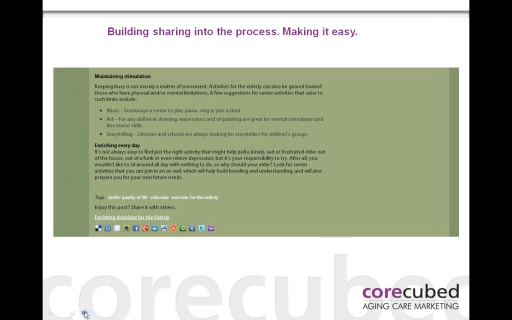 Building sharing into the process. Making it easy.
Maintaining stimulation
Keeping busy is not merely a matter of movement. Activities for the elderly can also be geared toward
those who have physical and/or mental limitations. A few suggestions for senior activities that cater to
such limits include:
• Music – Encourage a senior to play piano, sing or join a choir
• Art – For any skill level, drawing, watercolors and oil painting are great for mental stimulation and
fine motor skills
• Storytelling – Libraries and schools are always looking for storytellers for children's groups
Enriching every day
It's not always easy to find just the right activity that might help pull a lonely, sad or frustrated elder out
of the house, out of a funk or even relieve depression, but it's your responsibility to try. After all, you
wouldn't like to sit around all day with nothing to do, so why should your elder? Look for senior
activities that you can join in on as well, which will help build bonding and understanding, and will also
prepare you for your own future needs.
Tags: better quality of life eldercare exercise for the elderly
Enjoy this post? Share it with others.
Enriching Activities for the Elderly
corecubed
corecubed
AGING CARE MARKETING